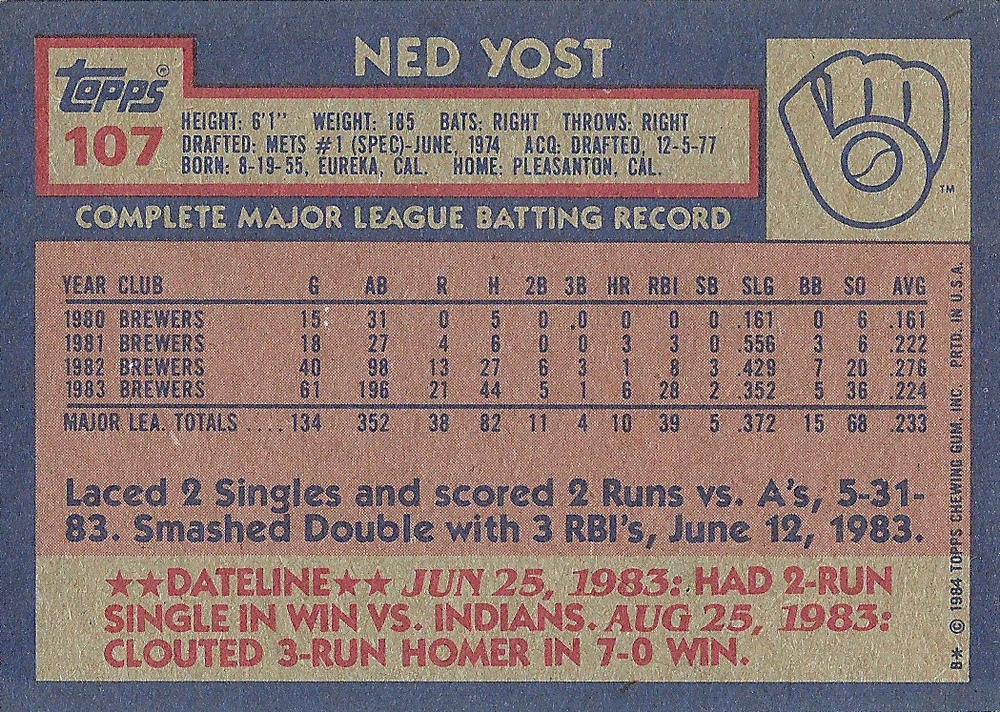 NED YOST
Topps®
107
HEIGHT: 6'1" WEIGHT: 185 BATS: RIGHT THROWS: RIGHT
DRAFTED: METS #1 (SPEC)-JUNE, 1974 ACQ: DRAFTED, 12-5-77
BORN: 8-19-55, EUREKA, CAL. HOME: PLEASANTON, CAL.
TM
COMPLETE MAJOR LEAGUE BATTING RECORD
YEAR CLUB G AB R H 2B 3B HR RBI SB SLG BB SO AVG
1980 BREWERS 15 31 0 5 0 .0 0 0 0 .161 0 6 .161
1981 BREWERS 18 27 4 6 0 0 3 3 0 .556 3 6 .222
1982 BREWERS 40 98 13 27 6 3 1 8 3 .429 7 20 .276
1983 BREWERS 61 196 21 44 5 1 6 28 2 .352 5 36 .224
MAJOR LEA. TOTALS .... 134 352 38 82 11 4 10 39 5 .372 15 68 .233
Laced 2 Singles and scored 2 Runs vs. A's, 5-31-
83. Smashed Double with 3 RBI's, June 12, 1983.
★★DATELINE★★ JUN 25, 1983: HAD 2-RUN
SINGLE IN WIN VS. INDIANS. AUG 25, 1983:
CLOUTED 3-RUN HOMER IN 7-0 WIN.
B* © 1984 TOPPS CHEWING GUM, INC. PRTD. IN U.S.A.